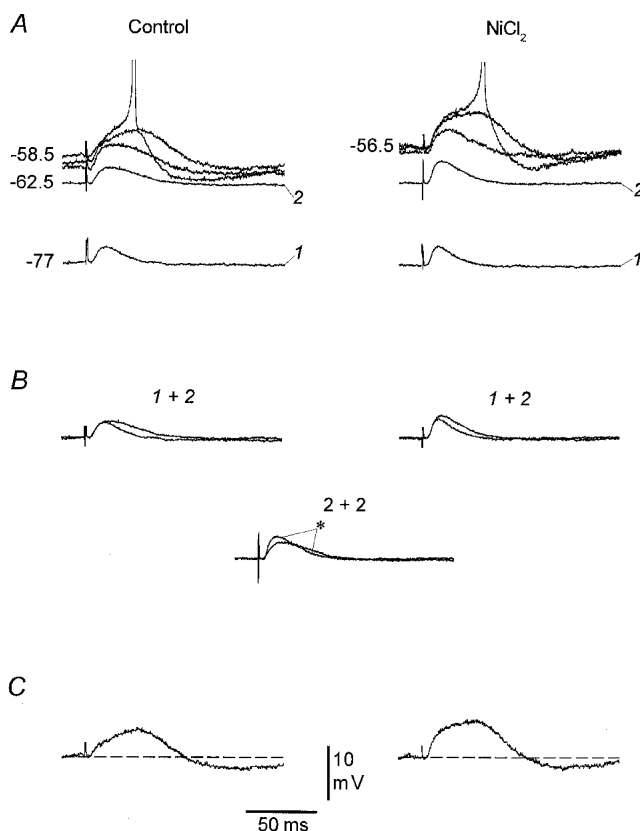 A
Control
NiCl₂
-58.5
-62.5
2
-77
1
-56.5
2
1
B
1 + 2
1 + 2
2 + 2
*
C
10
mV
50 ms